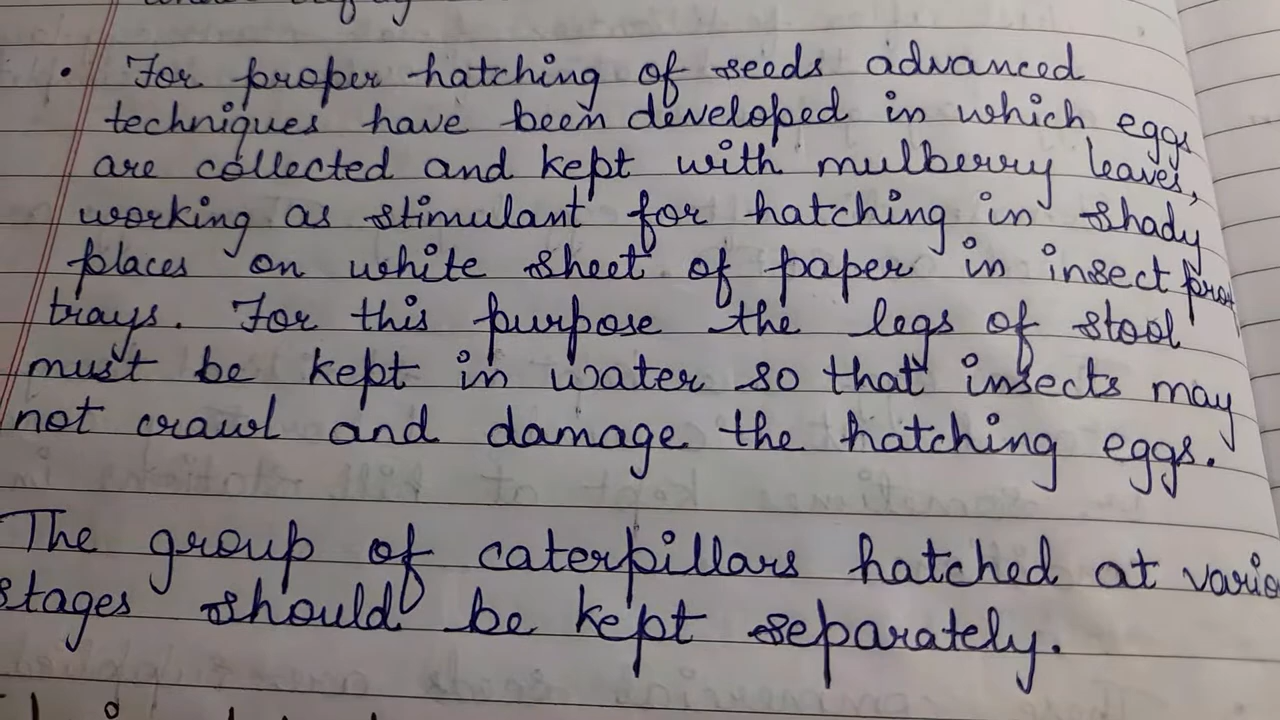 • For proper hatching of seeds advanced
techniques have been developed in which eggs
are collected and kept with mulberry leaves,
working as stimulant for hatching in shady
places on white sheet of paper in insect
trays. For this purpose the legs of stool
must be kept in water so that insects may
not crawl and damage the hatching eggs.
The group of caterpillars hatched at
stages should be kept separately.